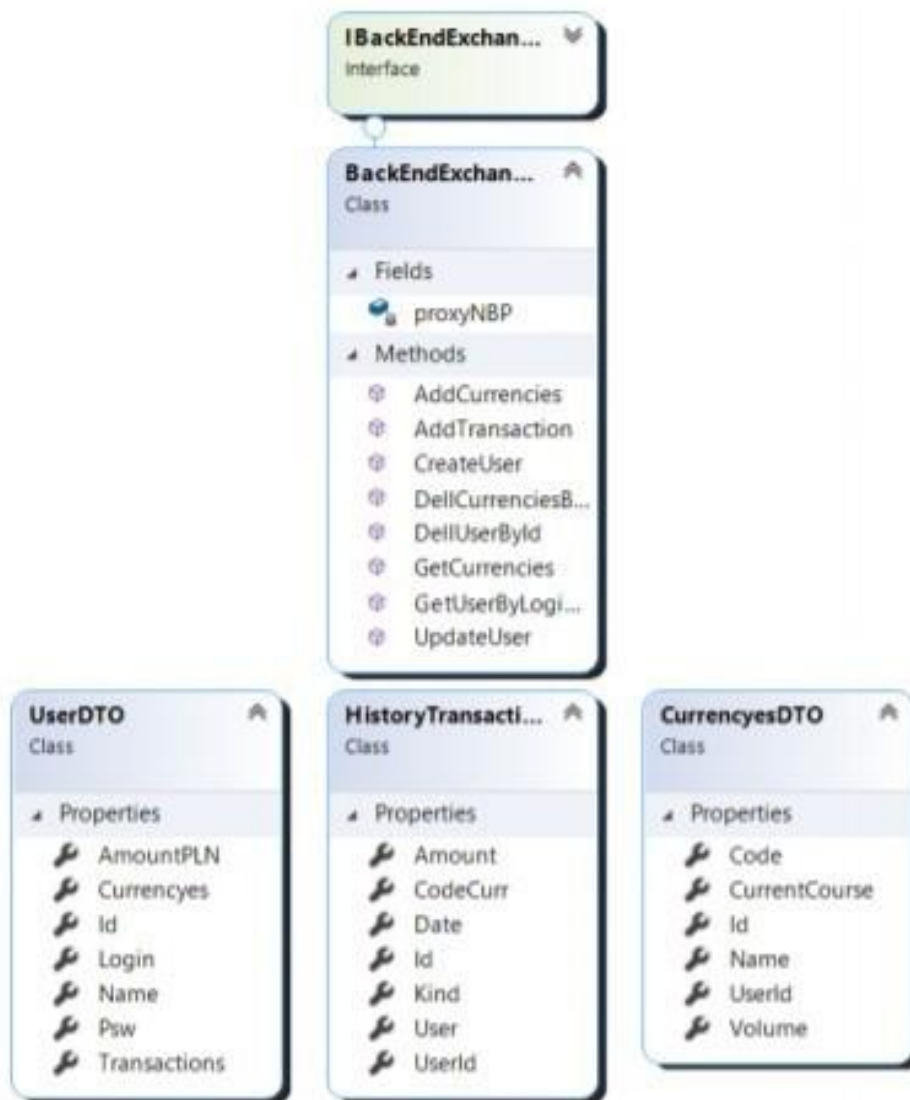 IBackEndExchan...
Interface
BackEndExchan...
Class
Fields
proxyNBP
Methods
AddCurrencies
AddTransaction
CreateUser
DellCurrenciesB...
DellUserById
GetCurrencies
GetUserByLogi...
UpdateUser
UserDTO
Class
Properties
AmountPLN
Currencyes
Id
Login
Name
Psw
Transactions
HistoryTransacti...
Class
Properties
Amount
CodeCurr
Date
Id
Kind
User
UserId
CurrencyesDTO
Class
Properties
Code
CurrentCourse
Id
Name
UserId
Volume